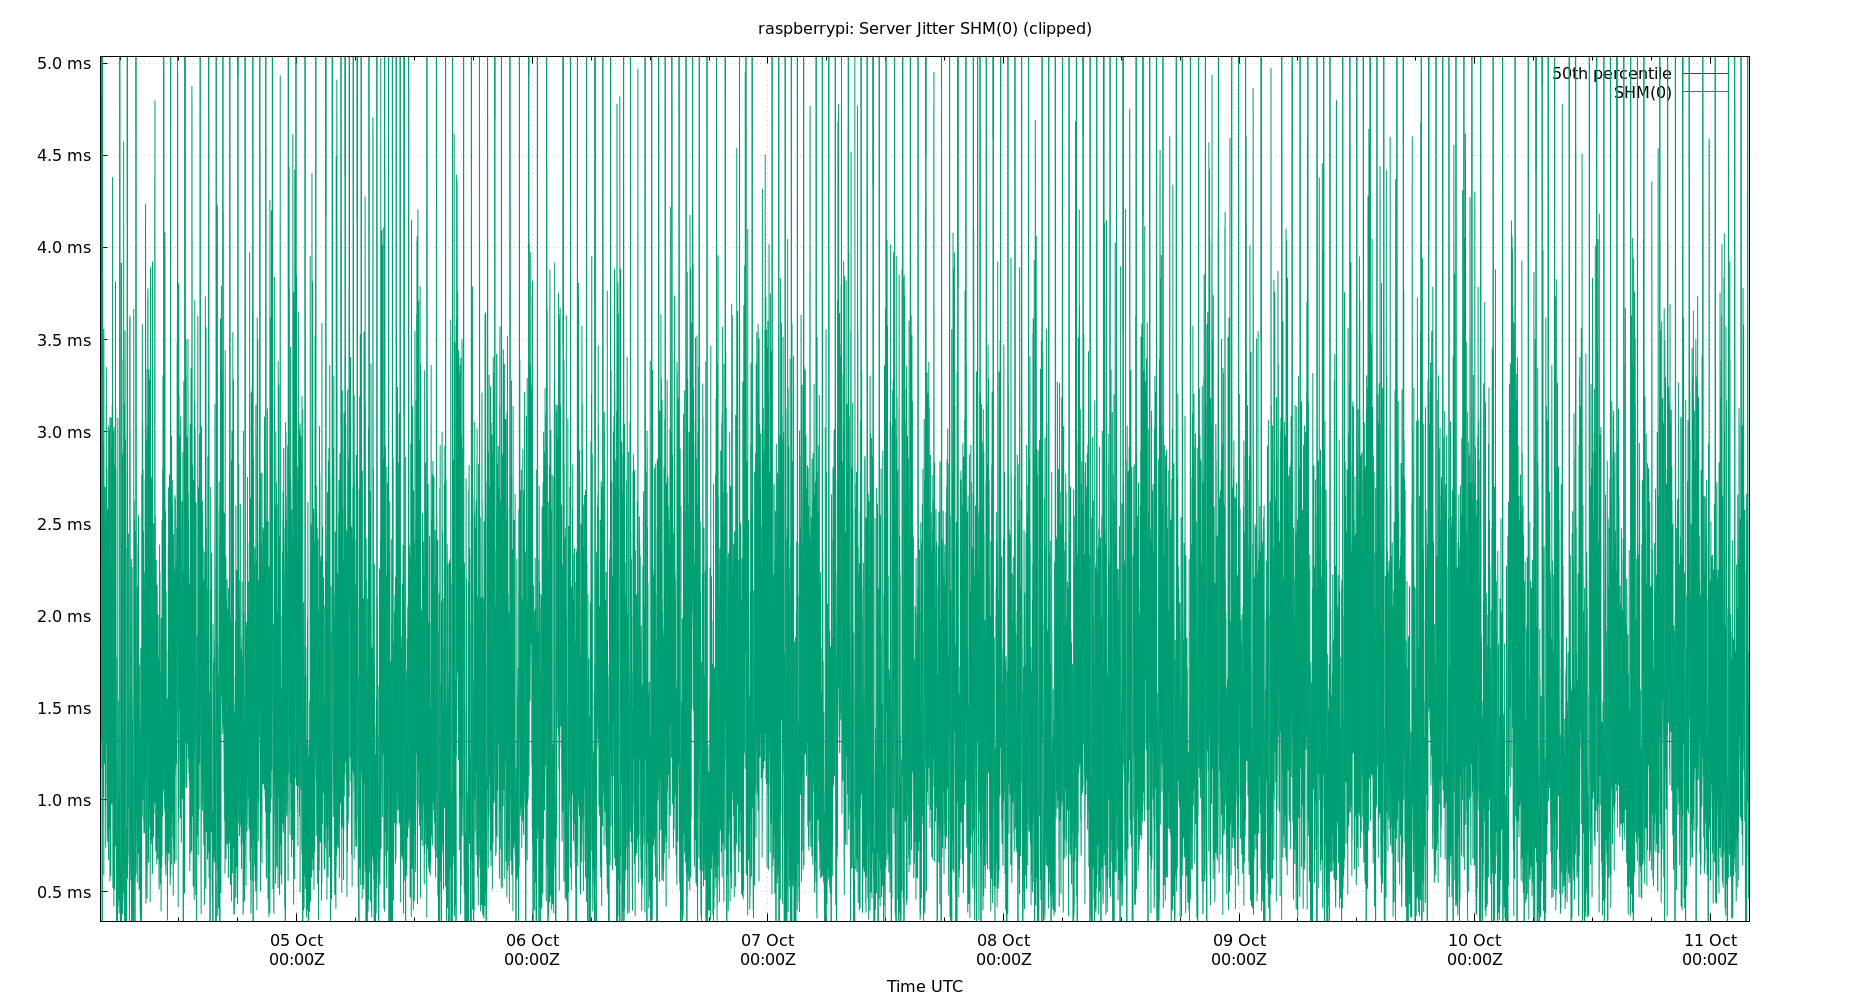 raspberrypi: Server Jitter SHM(0) (clipped)
5.0 ms
50th percentile
SHM(0)
4.5 ms
4.0 ms
3.5 ms
3.0 ms
2.5 ms
2.0 ms
1.5 ms
1.0 ms
0.5 ms
05 Oct 06 Oct 07 Oct 08 Oct 09 Oct 10 Oct 11 Oct
00:00Z 00:00Z 00:00Z 00:00Z 00:00Z 00:00Z 00:00Z
Time UTC